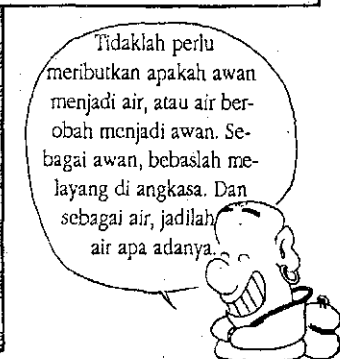 Tidaklah perlu
meributkan apakah awan
menjadi air, atau air ber-
obah menjadi awan. Se-
bagai awan, bebaslah me-
layang di angkasa. Dan
sebagai air, jadilah
air apa adanya.